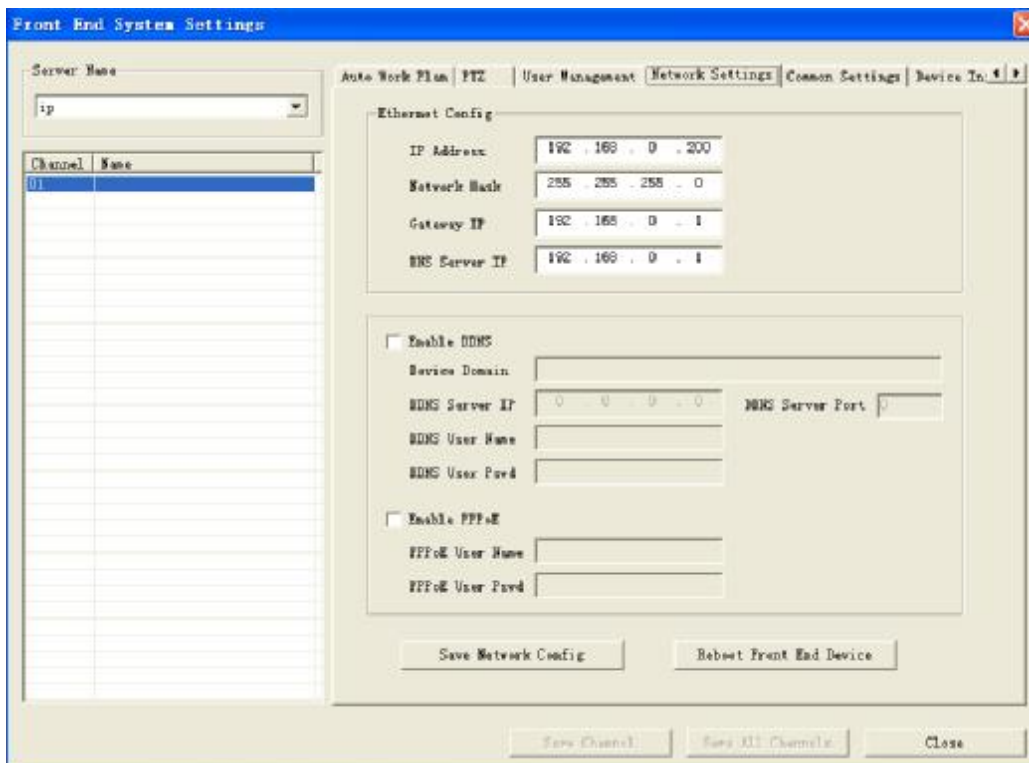 Front End System Settings
Server Name
ip
Channel Name
01
Auto Work Plan PTZ User Management Network Settings Common Settings Device In
Ethernet Config
IP Address 192 . 168 . 0 . 200
Network Mask 255 . 255 . 255 . 0
Gateway IP 192 . 168 . 0 . 1
DNS Server IP 192 . 168 . 0 . 1
Enable DDNS
Device Domain
DDNS Server IP 0 . 0 . 0 . 0 DDNS Server Port 0
DDNS User Name
DDNS User Pswd
Enable PPPoE
PPPoE User Name
PPPoE User Pswd
Save Network Config Reboot Front End Device
Save Channel Save All Channels Close